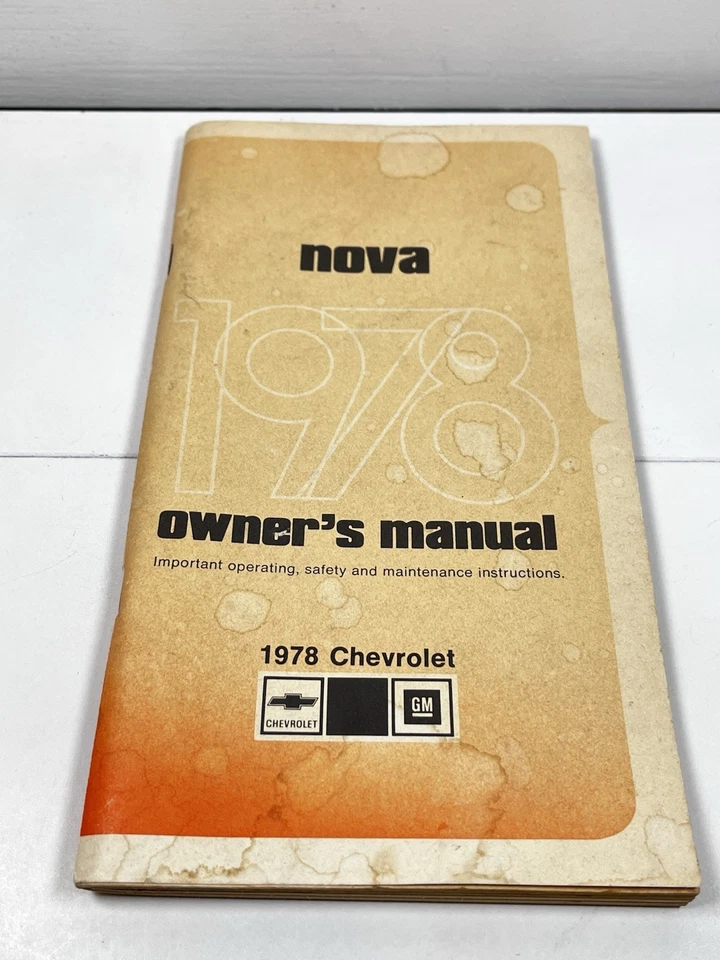 nova
1978
owner's manual
Important operating, safety and maintenance instructions.
1978 Chevrolet
CHEVROLET
GM